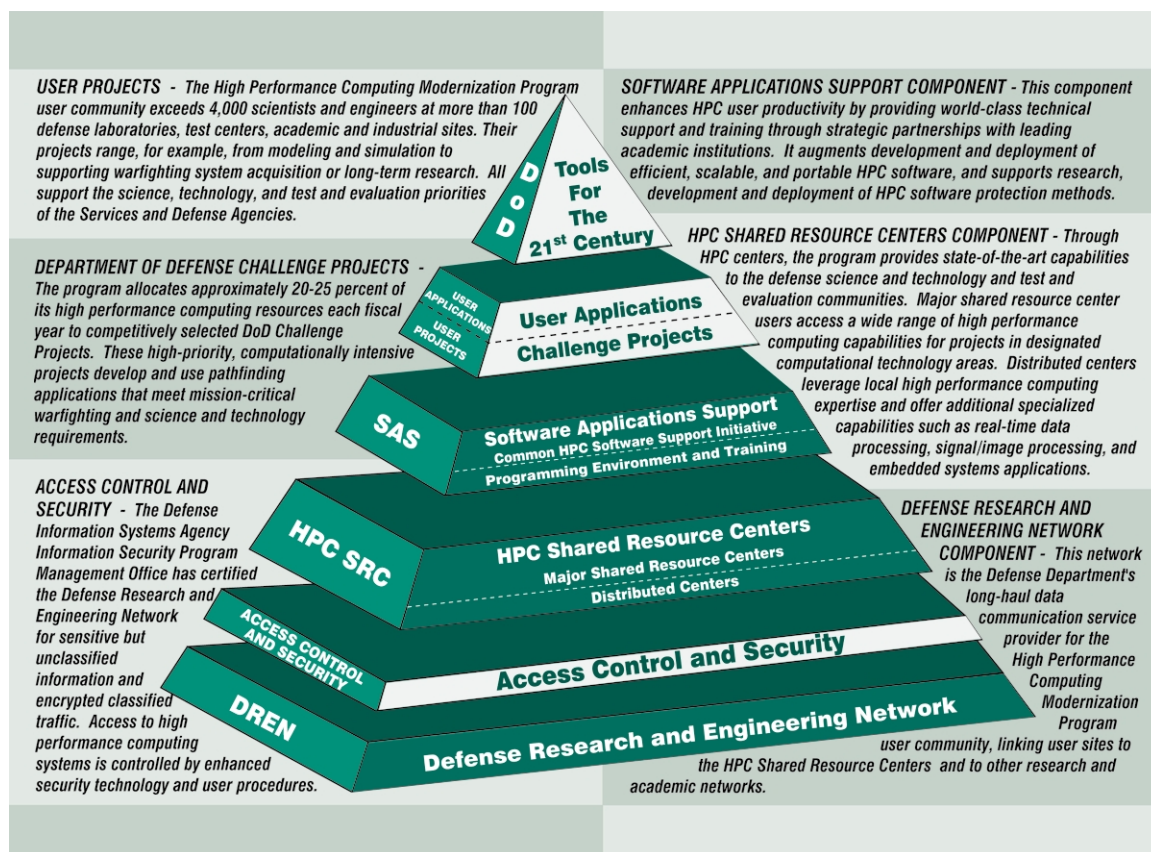 USER PROJECTS - The High Performance Computing Modernization Program
user community exceeds 4,000 scientists and engineers at more than 100
defense laboratories, test centers, academic and industrial sites. Their
projects range, for example, from modeling and simulation to
supporting warfighting system acquisition or long-term research. All
support the science, technology, and test and evaluation priorities
of the Services and Defense Agencies.
DEPARTMENT OF DEFENSE CHALLENGE PROJECTS -
The program allocates approximately 20-25 percent of
its high performance computing resources each fiscal
year to competitively selected DoD Challenge
Projects. These high-priority, computationally intensive
projects develop and use pathfinding
applications that meet mission-critical
warfighting and science and technology
requirements.
ACCESS CONTROL AND
SECURITY - The Defense
Information Systems Agency
Information Security Program
Management Office has certified
the Defense Research and
Engineering Network
for sensitive but
unclassified
information and
encrypted classified
traffic. Access to high
performance computing
systems is controlled by enhanced
security technology and user procedures.
DoD
Tools
For
The
21st Century
USER
APPLICATIONS
USER
PROJECTS
User Applications
Challenge Projects
SAS
Software Applications Support
Common HPC Software Support Initiative
Programming Environment and Training
HPC SRC
HPC Shared Resource Centers
Major Shared Resource Centers
Distributed Centers
ACCESS CONTROL
AND SECURITY
Access Control and Security
DREN
Defense Research and Engineering Network
SOFTWARE APPLICATIONS SUPPORT COMPONENT - This component
enhances HPC user productivity by providing world-class technical
support and training through strategic partnerships with leading
academic institutions. It augments development and deployment of
efficient, scalable, and portable HPC software, and supports research,
development and deployment of HPC software protection methods.
HPC SHARED RESOURCE CENTERS COMPONENT - Through
HPC centers, the program provides state-of-the-art capabilities
to the defense science and technology and test and
evaluation communities. Major shared resource center
users access a wide range of high performance
computing capabilities for projects in designated
computational technology areas. Distributed centers
leverage local high performance computing
expertise and offer additional specialized
capabilities such as real-time data
processing, signal/image processing, and
embedded systems applications.
DEFENSE RESEARCH AND
ENGINEERING NETWORK
COMPONENT - This network
is the Defense Department's
long-haul data
communication service
provider for the
High Performance
Computing
Modernization
Program
user community, linking user sites to
the HPC Shared Resource Centers and to other research and
academic networks.